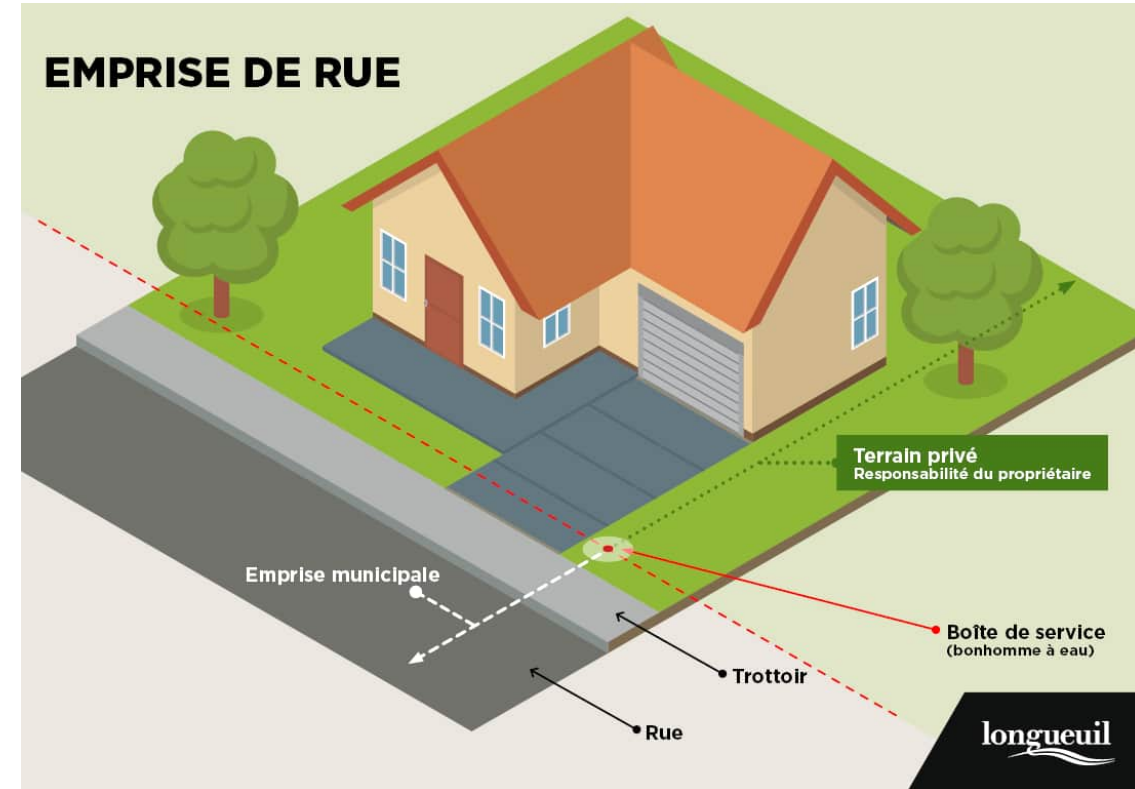 EMPRISE DE RUE
Terrain privé
Responsabilité du propriétaire
Emprise municipale
Boîte de service
(bonhomme à eau)
Trottoir
Rue
longueuil